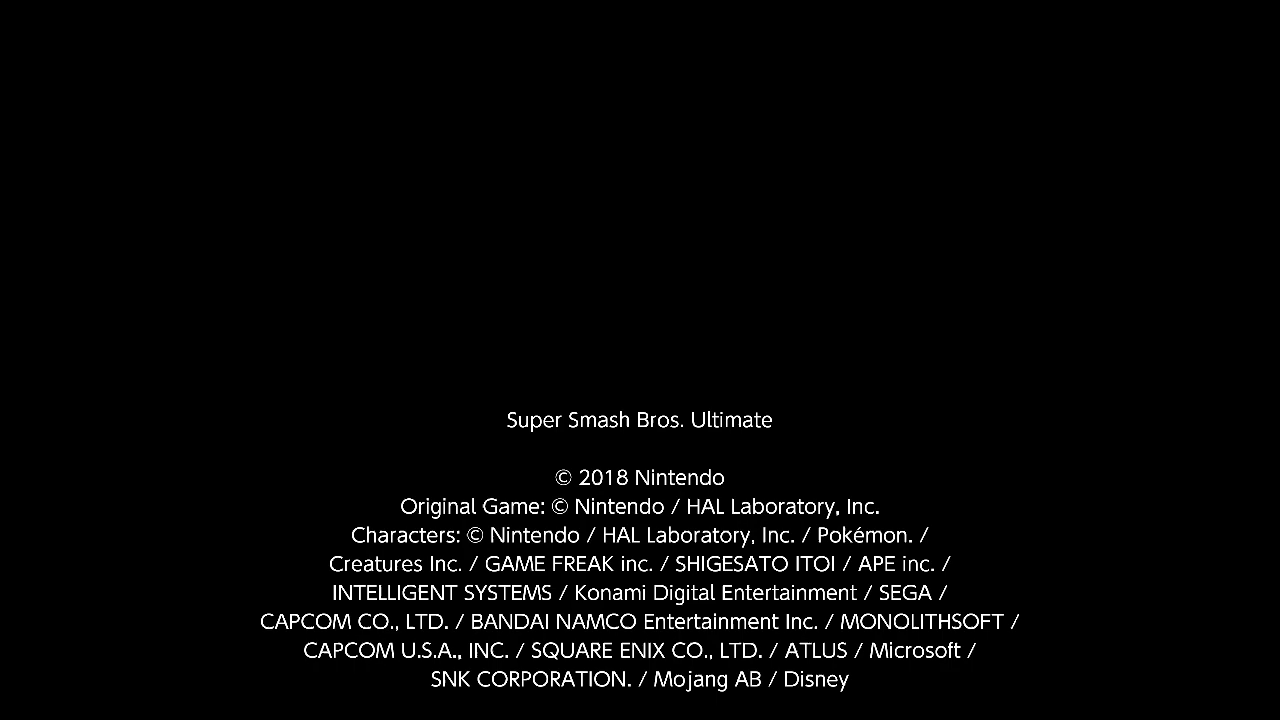 Super Smash Bros. Ultimate
© 2018 Nintendo
Original Game: © Nintendo / HAL Laboratory, Inc.
Characters: © Nintendo / HAL Laboratory, Inc. / Pokémon. /
Creatures Inc. / GAME FREAK inc. / SHIGESATO ITOI / APE inc. /
INTELLIGENT SYSTEMS / Konami Digital Entertainment / SEGA /
CAPCOM CO., LTD. / BANDAI NAMCO Entertainment Inc. / MONOLITHSOFT /
CAPCOM U.S.A., INC. / SQUARE ENIX CO., LTD. / ATLUS / Microsoft /
SNK CORPORATION. / Mojang AB / Disney